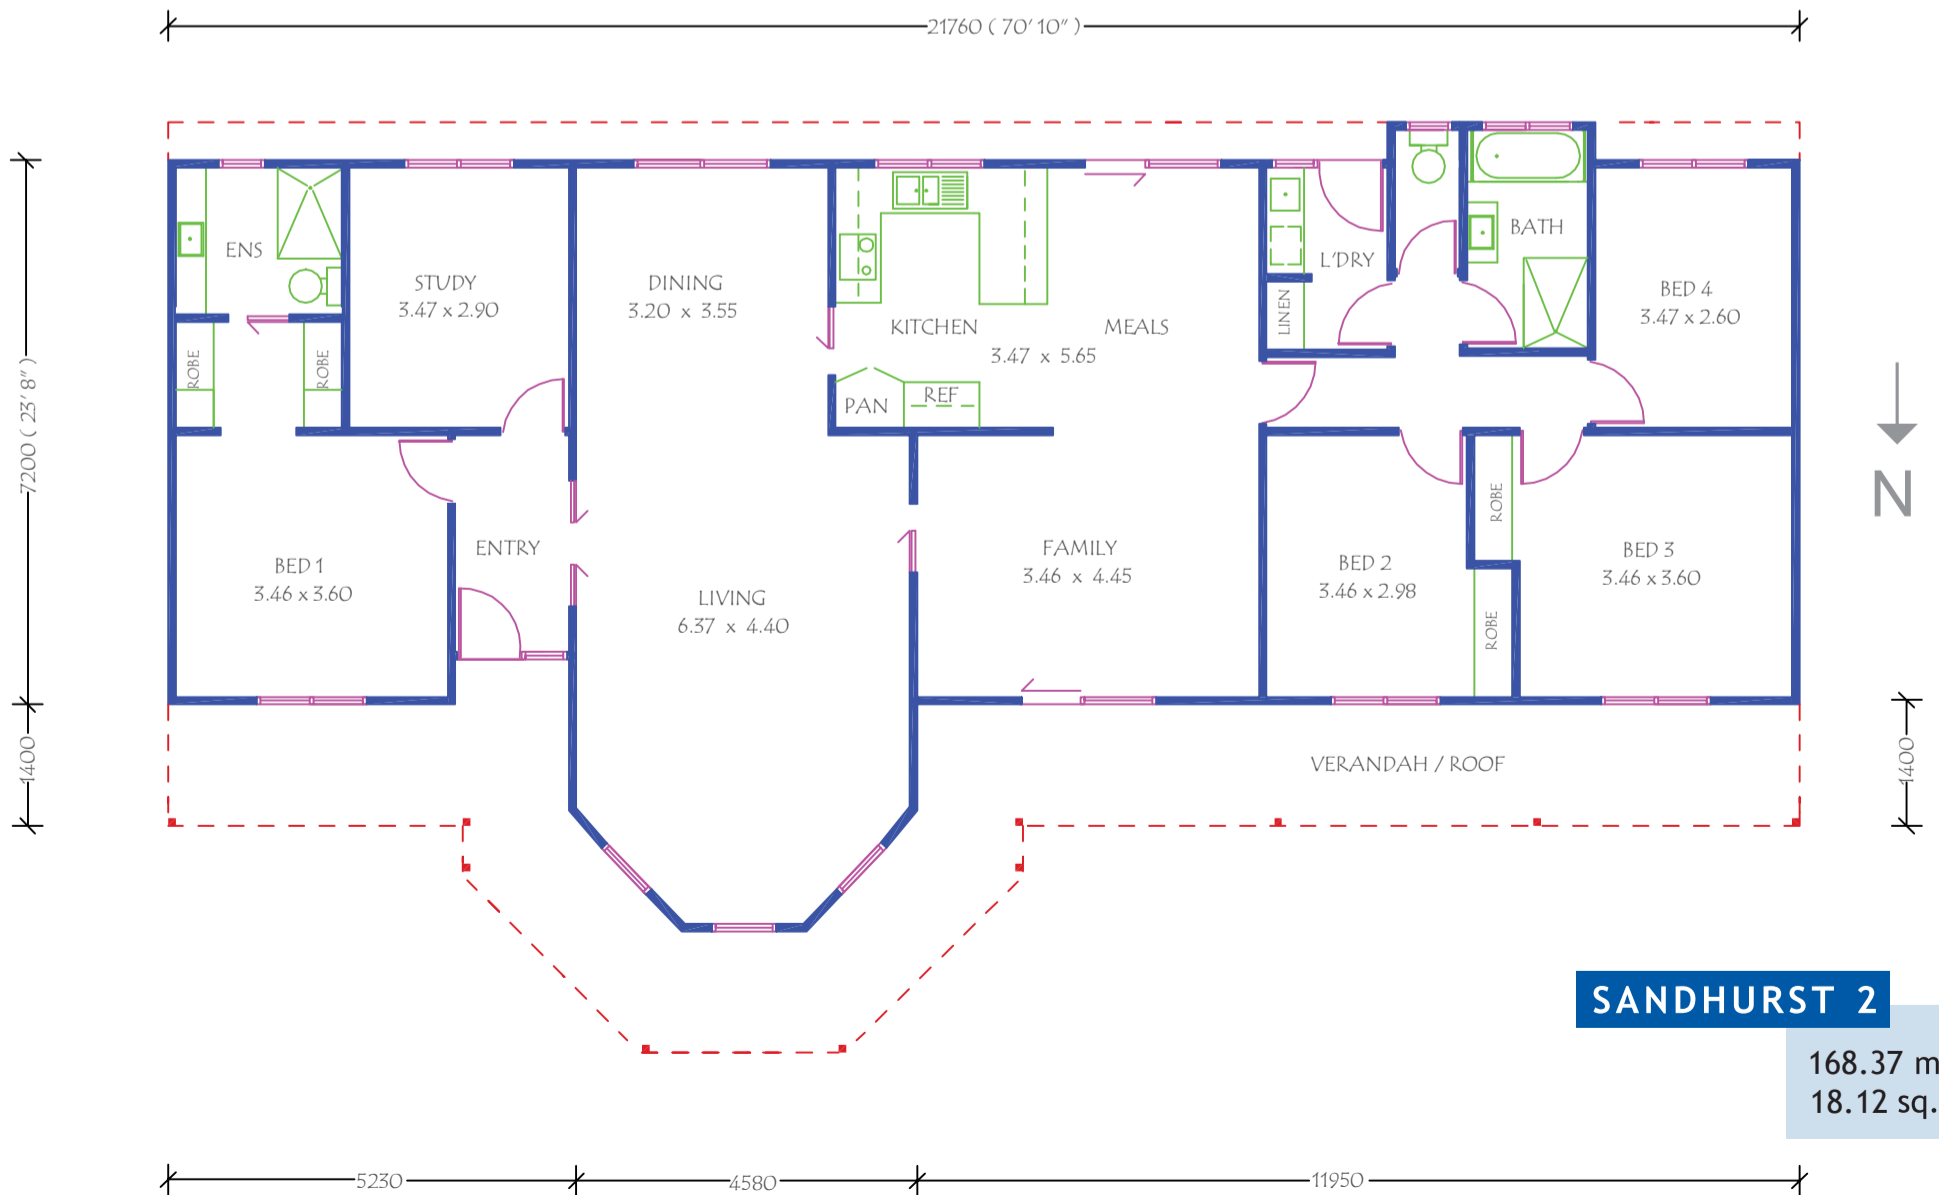 21760 ( 70' 10" )
7200 ( 23' 8" )
1400
ENS
STUDY
3.47 x 2.90
DINING
3.20 x 3.55
KITCHEN
MEALS
3.47 x 5.65
PAN
REF
L'DRY
LINEN
BATH
BED 4
3.47 x 2.60
ROBE
ROBE
N
BED 1
3.46 x 3.60
ENTRY
LIVING
6.37 x 4.40
FAMILY
3.46 x 4.45
BED 2
3.46 x 2.98
ROBE
ROBE
BED 3
3.46 x 3.60
VERANDAH / ROOF
1400
SANDHURST 2
168.37 m
18.12 sq.
5230
4580
11950